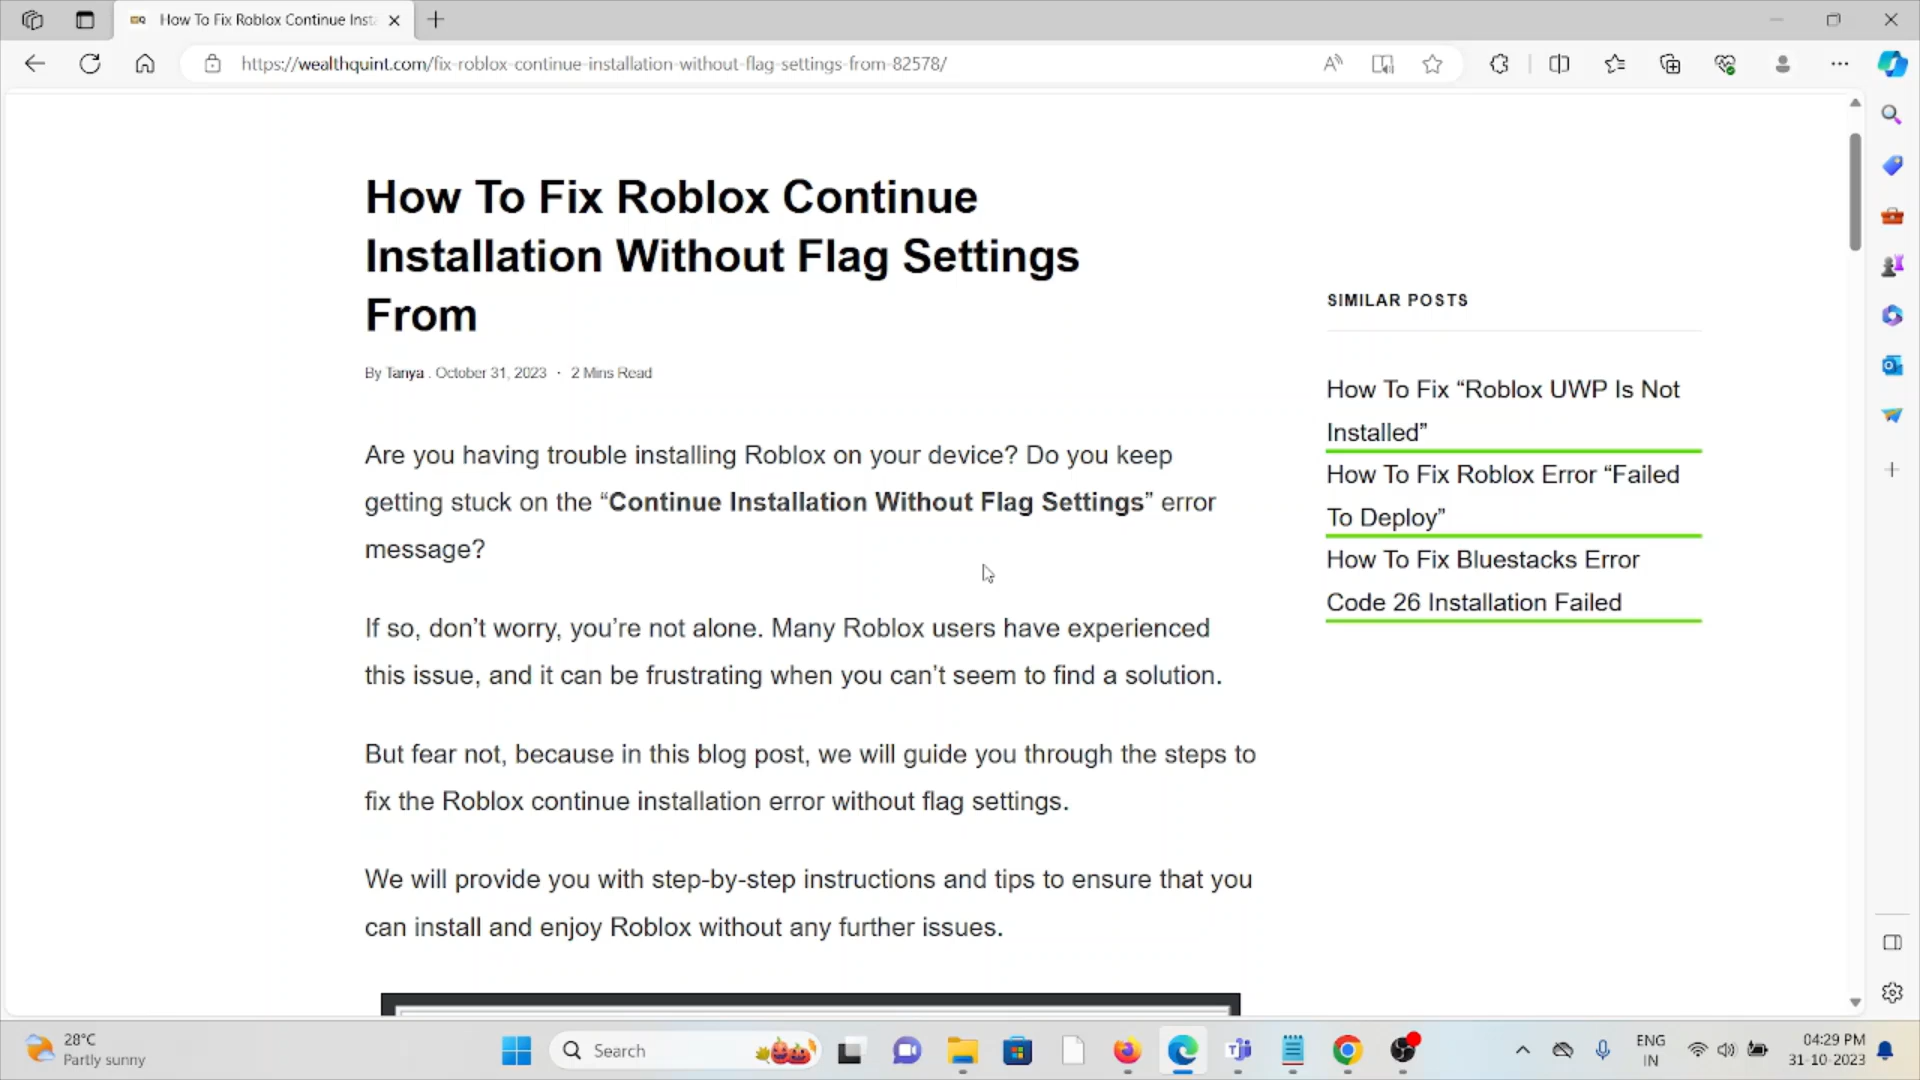 How To Fix Roblox Continue Inst
https://wealthquint.com/fix-roblox-continue-installation-without-flag-settings-from-82578/
How To Fix Roblox Continue
Installation Without Flag Settings
From
By Tanya . October 31, 2023 · 2 Mins Read
Are you having trouble installing Roblox on your device? Do you keep
getting stuck on the “Continue Installation Without Flag Settings” error
message?
If so, don’t worry, you’re not alone. Many Roblox users have experienced
this issue, and it can be frustrating when you can’t seem to find a solution.
But fear not, because in this blog post, we will guide you through the steps to
fix the Roblox continue installation error without flag settings.
We will provide you with step-by-step instructions and tips to ensure that you
can install and enjoy Roblox without any further issues.
SIMILAR POSTS
How To Fix “Roblox UWP Is Not
Installed”
How To Fix Roblox Error “Failed
To Deploy”
How To Fix Bluestacks Error
Code 26 Installation Failed
28°C
Partly sunny
Search
ENG
IN
04:29 PM
31-10-2023